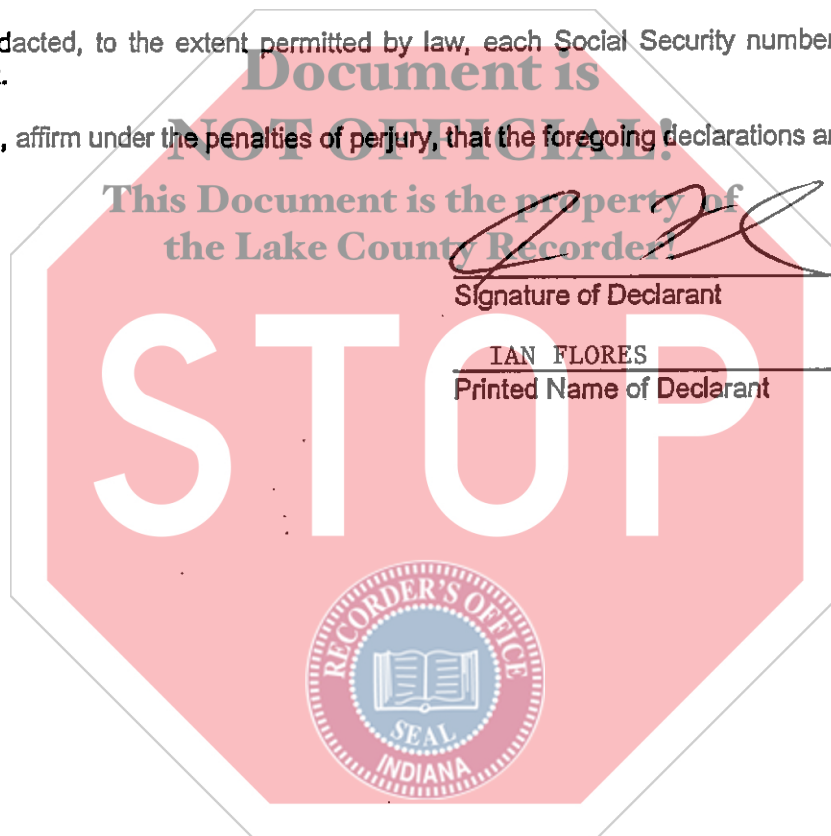 dacted, to the extent permitted by law, each Social Security number
Document is
, affirm under the penalties of perjury, that the foregoing declarations ar
NOT OFFICIAL!
This Document is the property of
the Lake County Recorder!
Signature of Declarant
IAN FLORES
Printed Name of Declarant
STOP
RECORDER'S OFFICE
SEAL
INDIANA